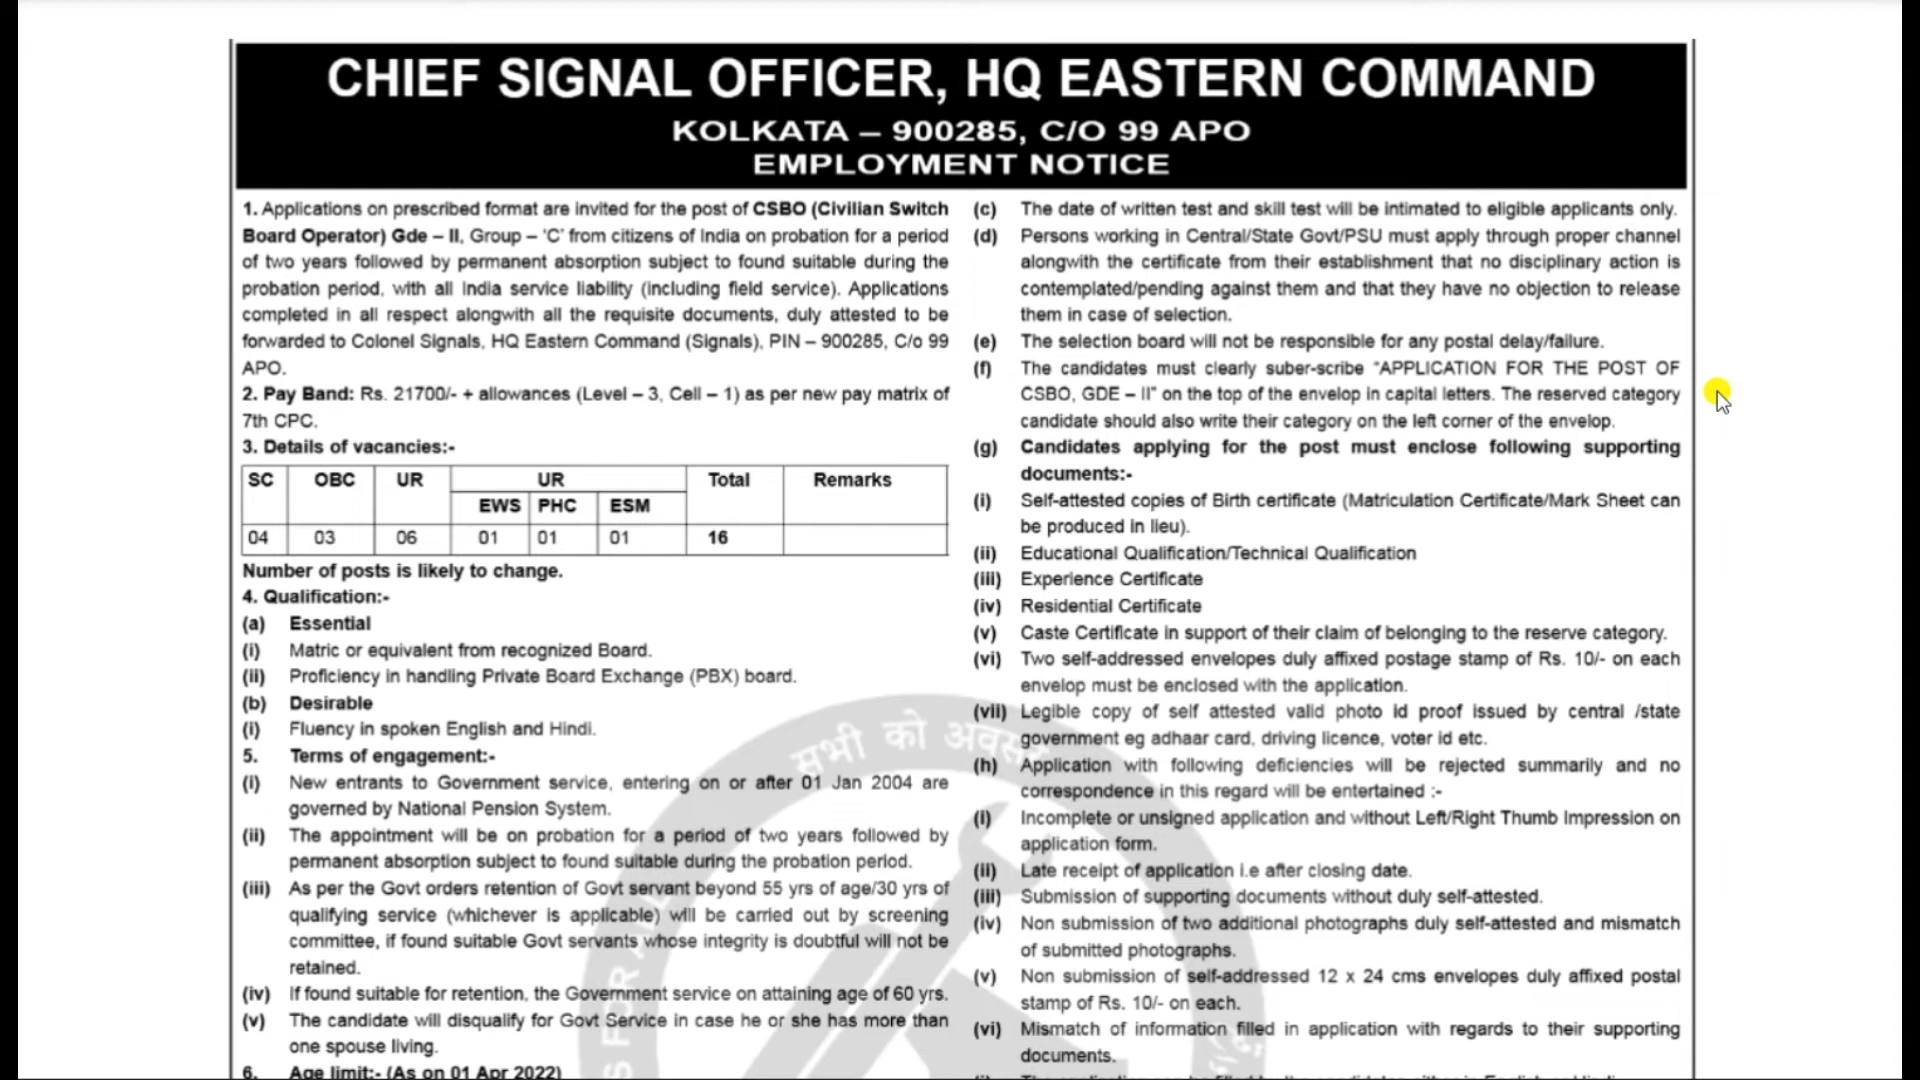 CHIEF SIGNAL OFFICER, HQ EASTERN COMMAND
KOLKATA – 900285, C/O 99 APO
EMPLOYMENT NOTICE
1. Applications on prescribed format are invited for the post of CSBO (Civilian Switch
Board Operator) Gde – II, Group – 'C' from citizens of India on probation for a period
of two years followed by permanent absorption subject to found suitable during the
probation period, with all India service liability (including field service). Applications
completed in all respect alongwith all the requisite documents, duly attested to be
forwarded to Colonel Signals, HQ Eastern Command (Signals), PIN – 900285, C/o 99
APO.
2. Pay Band: Rs. 21700/- + allowances (Level – 3, Cell – 1) as per new pay matrix of
7th CPC.
3. Details of vacancies:-
SC OBC UR UR Total Remarks
EWS PHC ESM
04 03 06 01 01 01 16
Number of posts is likely to change.
4. Qualification:-
(a) Essential
(i) Matric or equivalent from recognized Board.
(ii) Proficiency in handling Private Board Exchange (PBX) board.
(b) Desirable
(i) Fluency in spoken English and Hindi.
5. Terms of engagement:-
(i) New entrants to Government service, entering on or after 01 Jan 2004 are
governed by National Pension System.
(ii) The appointment will be on probation for a period of two years followed by
permanent absorption subject to found suitable during the probation period.
(iii) As per the Govt orders retention of Govt servant beyond 55 yrs of age/30 yrs of
qualifying service (whichever is applicable) will be carried out by screening
committee, if found suitable Govt servants whose integrity is doubtful will not be
retained.
(iv) If found suitable for retention, the Government service on attaining age of 60 yrs.
(v) The candidate will disqualify for Govt Service in case he or she has more than
one spouse living.
6. Age limit:- (As on 01 Apr 2022)
(c) The date of written test and skill test will be intimated to eligible applicants only.
(d) Persons working in Central/State Govt/PSU must apply through proper channel
alongwith the certificate from their establishment that no disciplinary action is
contemplated/pending against them and that they have no objection to release
them in case of selection.
(e) The selection board will not be responsible for any postal delay/failure.
(f) The candidates must clearly suber-scribe "APPLICATION FOR THE POST OF
CSBO, GDE – II" on the top of the envelop in capital letters. The reserved category
candidate should also write their category on the left corner of the envelop.
(g) Candidates applying for the post must enclose following supporting
documents:-
(i) Self-attested copies of Birth certificate (Matriculation Certificate/Mark Sheet can
be produced in lieu).
(ii) Educational Qualification/Technical Qualification
(iii) Experience Certificate
(iv) Residential Certificate
(v) Caste Certificate in support of their claim of belonging to the reserve category.
(vi) Two self-addressed envelopes duly affixed postage stamp of Rs. 10/- on each
envelop must be enclosed with the application.
(vii) Legible copy of self attested valid photo id proof issued by central /state
government eg adhaar card, driving licence, voter id etc.
(h) Application with following deficiencies will be rejected summarily and no
correspondence in this regard will be entertained :-
(i) Incomplete or unsigned application and without Left/Right Thumb Impression on
application form.
(ii) Late receipt of application i.e after closing date.
(iii) Submission of supporting documents without duly self-attested.
(iv) Non submission of two additional photographs duly self-attested and mismatch
of submitted photographs.
(v) Non submission of self-addressed 12 x 24 cms envelopes duly affixed postal
stamp of Rs. 10/- on each.
(vi) Mismatch of information filled in application with regards to their supporting
documents.
सभी को